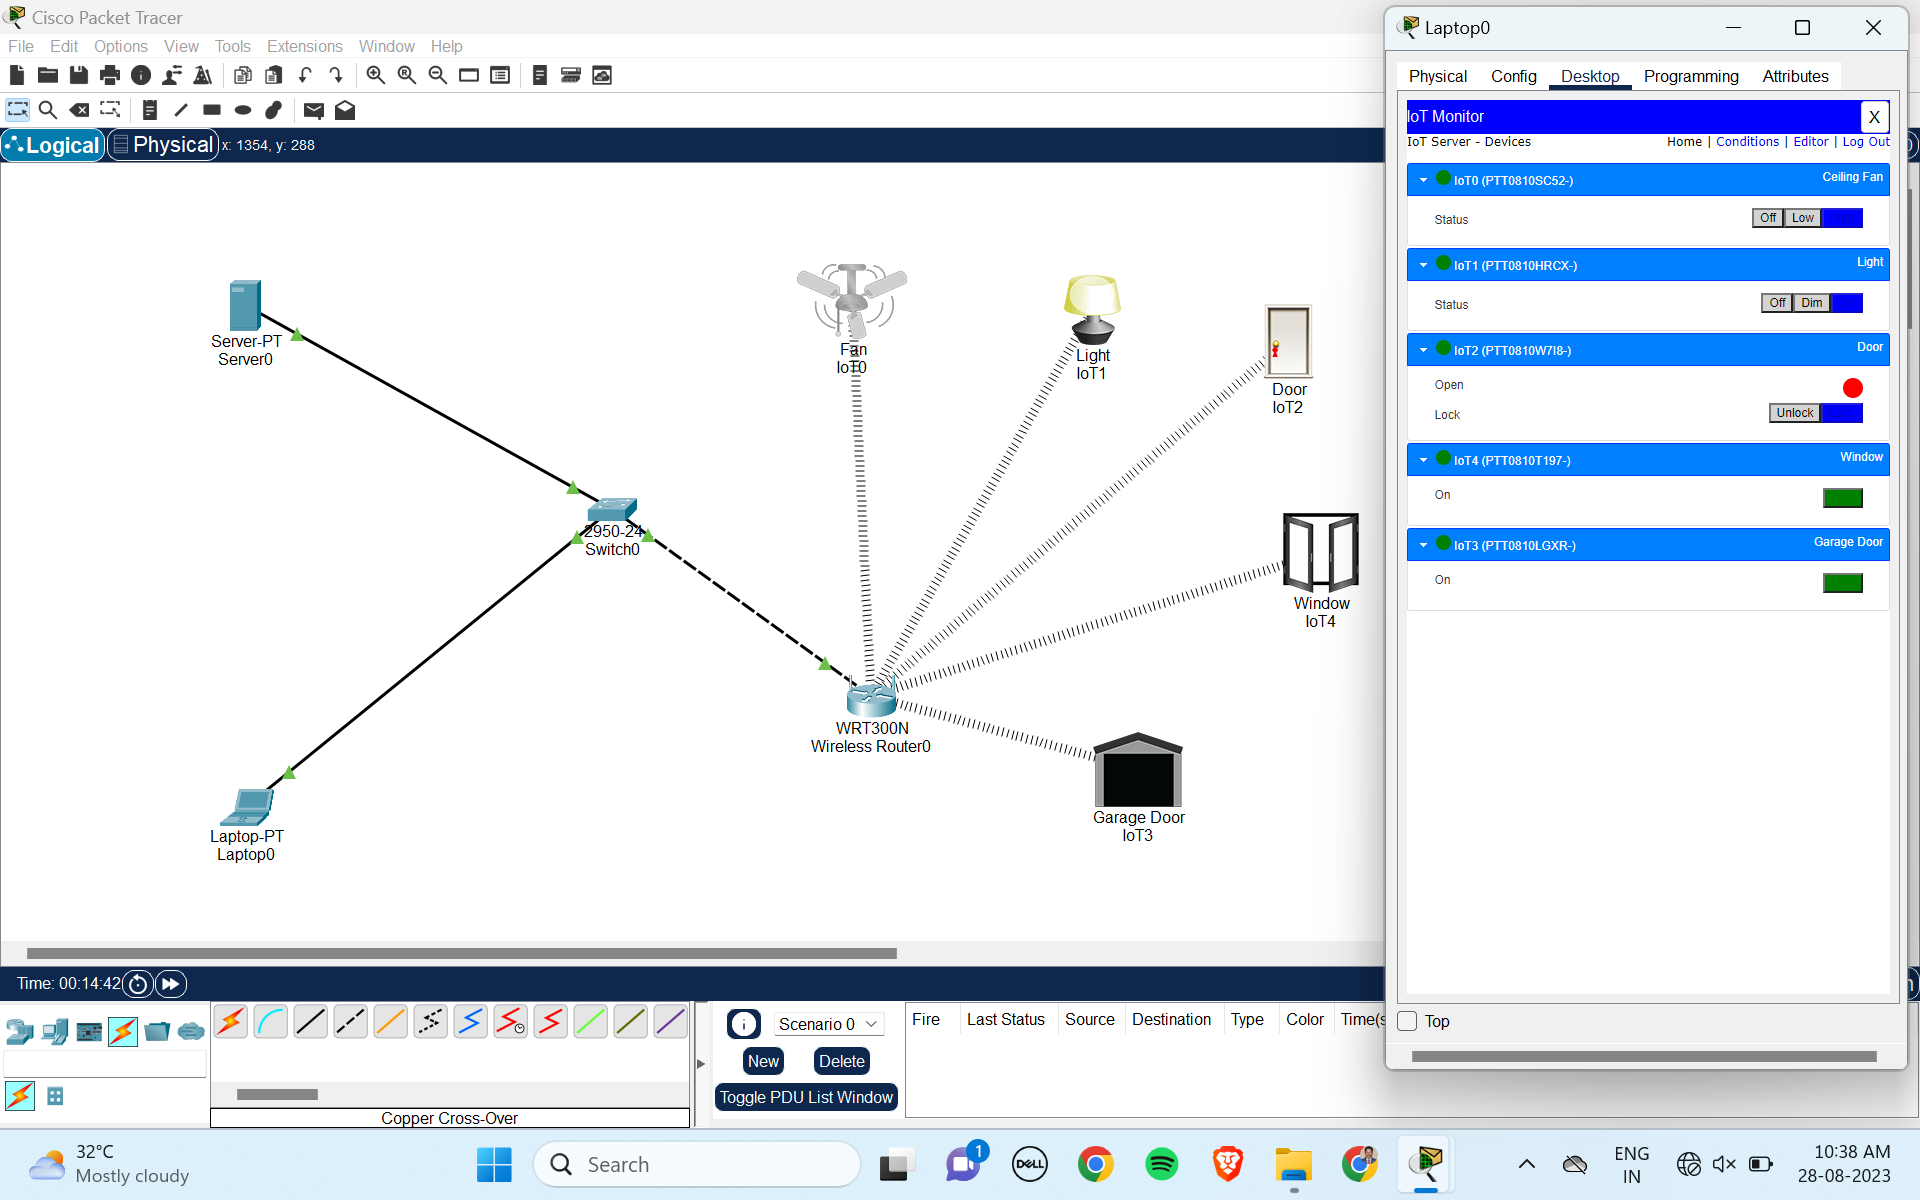 Cisco Packet Tracer
File Edit Options View Tools Extensions Window Help
Logical Physical x: 1354, y: 288
Server-PT
Server0
Fan
IoT0
Light
IoT1
Door
IoT2
2950-24
Switch0
Window
IoT4
WRT300N
Wireless Router0
Garage Door
IoT3
Laptop-PT
Laptop0
Time: 00:14:42
Scenario 0
New Delete
Toggle PDU List Window
Copper Cross-Over
Fire Last Status Source Destination Type Color Time(s
Laptop0
Physical Config Desktop Programming Attributes
IoT Monitor X
IoT Server - Devices Home | Conditions | Editor | Log Out
IoT0 (PTT0810SC52-) Ceiling Fan
Status Off Low
IoT1 (PTT0810HRCX-) Light
Status Off Dim
IoT2 (PTT0810W7I8-) Door
Open
Lock Unlock
IoT4 (PTT0810T197-) Window
On
IoT3 (PTT0810LGXR-) Garage Door
On
Top
32°C
Mostly cloudy
Search
1
DELL
ENG
IN
10:38 AM
28-08-2023